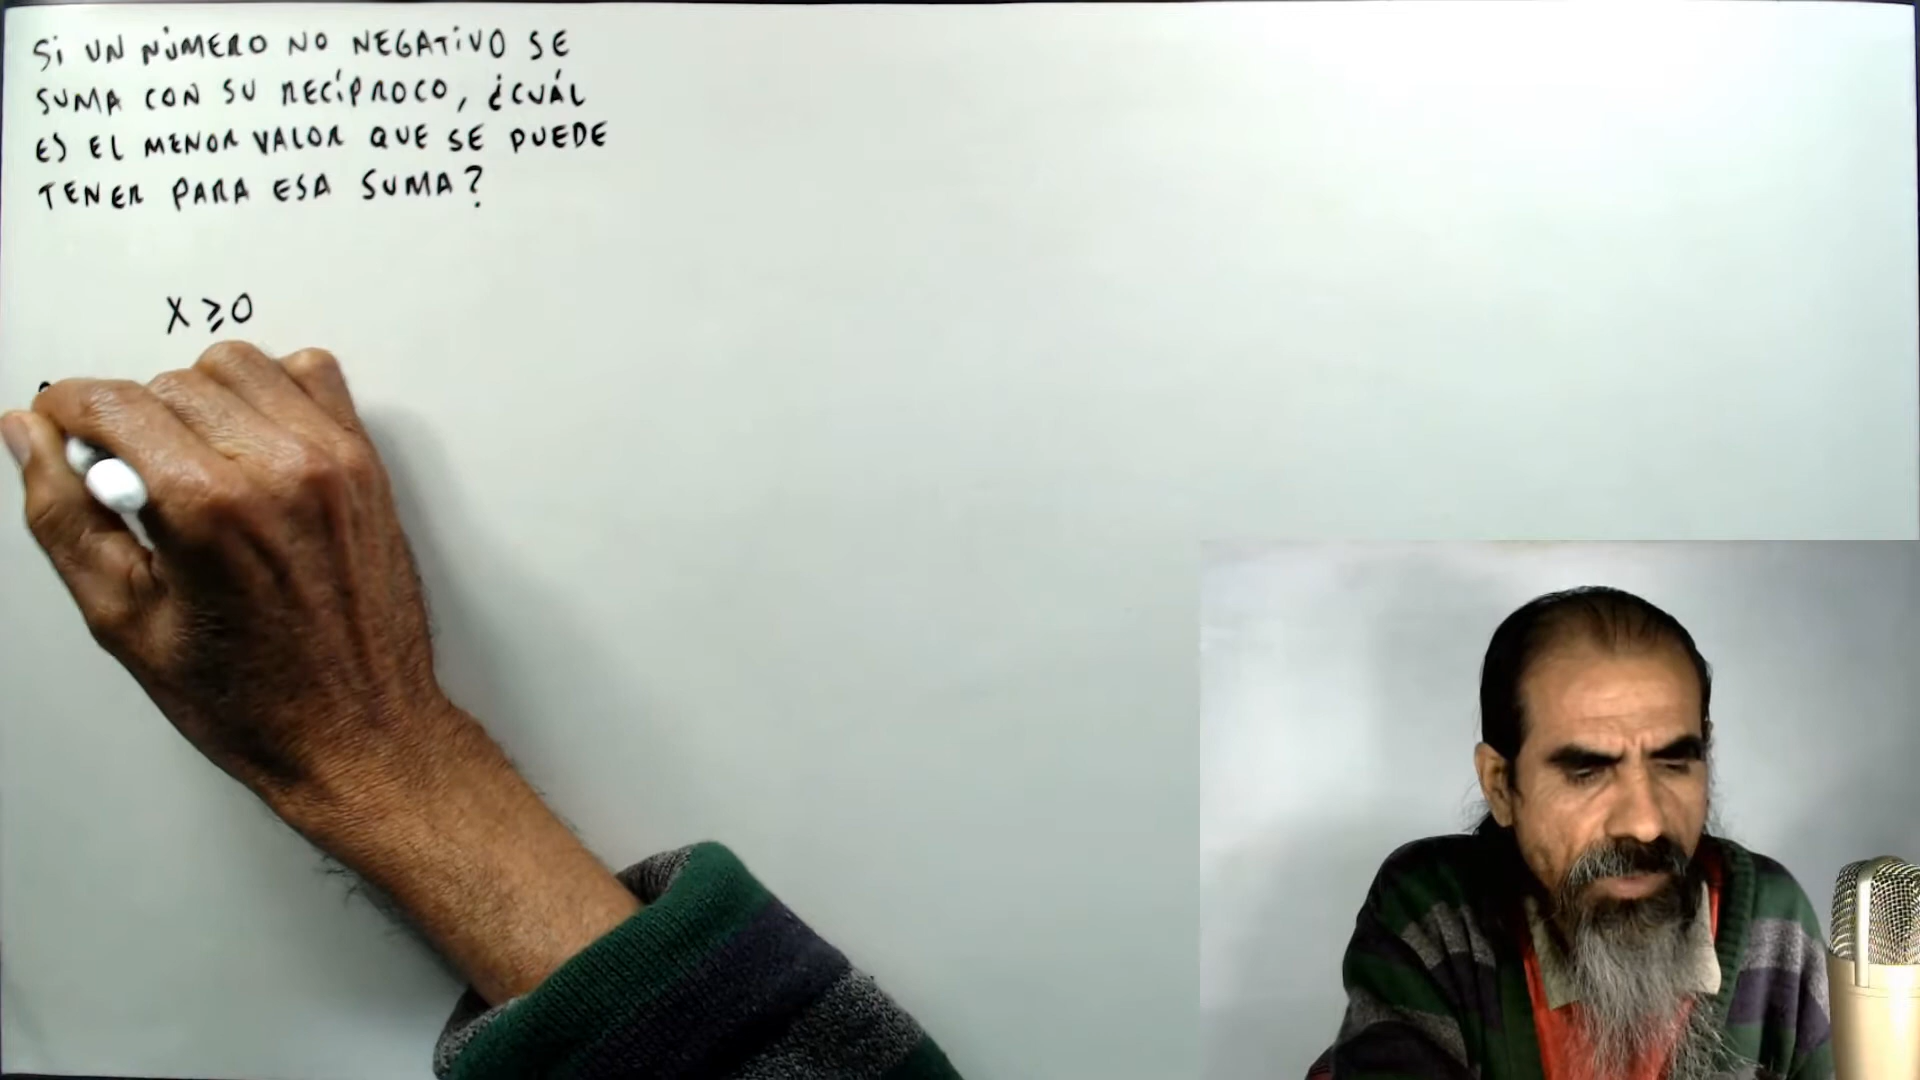 Si UN NÚMERO NO NEGATiVO SE
SUMA CON SU RECÍPROCO, ¿CUÁL
ES EL MENOR VALOR QUE SE PUEDE
TENER PARA ESA SUMA?
X ≥ 0